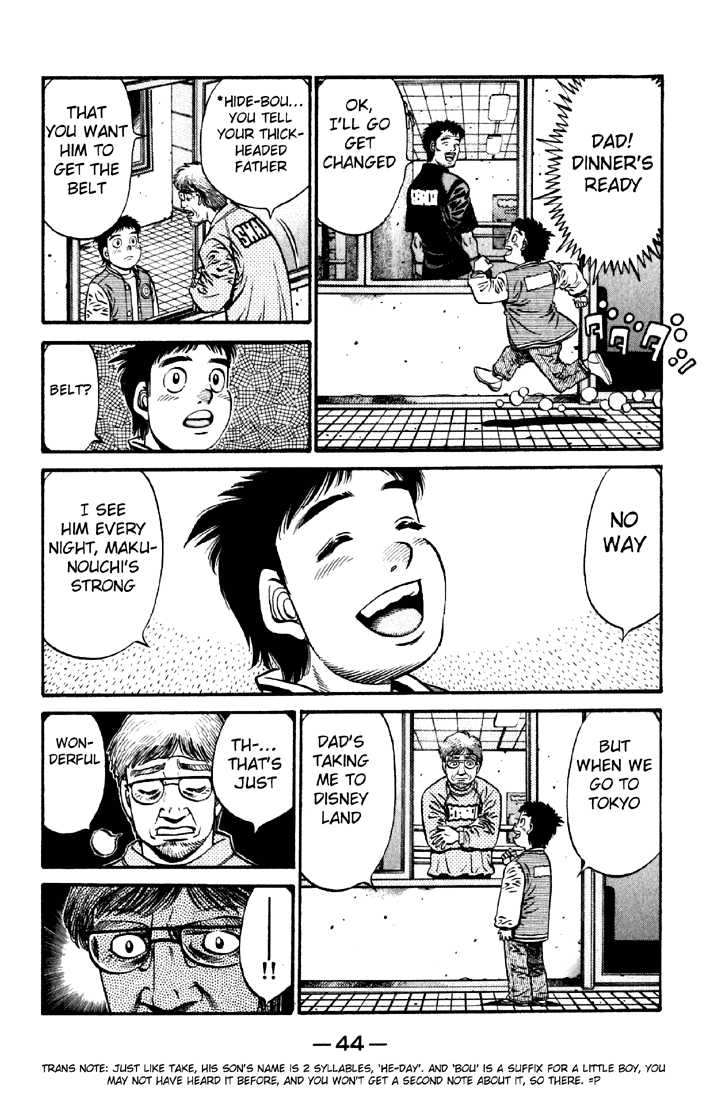 DAD!
DINNER'S
READY
OK,
I'LL GO
GET
CHANGED
タタタ
*HIDE-BOU...
YOU TELL
YOUR THICK-
HEADED
FATHER
THAT
YOU WANT
HIM TO
GET THE
BELT
BELT?
NO
WAY
I SEE
HIM EVERY
NIGHT, MAKU-
NOUCHI'S
STRONG
BUT
WHEN WE
GO TO
TOKYO
DAD'S
TAKING
ME TO
DISNEY
LAND
TH-...
THAT'S
JUST
WON-
DERFUL
!!
— 44 —
TRANS NOTE: JUST LIKE TAKE, HIS SON'S NAME IS 2 SYLLABLES, 'HE-DAY'. AND 'BOU' IS A SUFFIX FOR A LITTLE BOY, YOU
MAY NOT HAVE HEARD IT BEFORE, AND YOU WON'T GET A SECOND NOTE ABOUT IT, SO THERE. =P